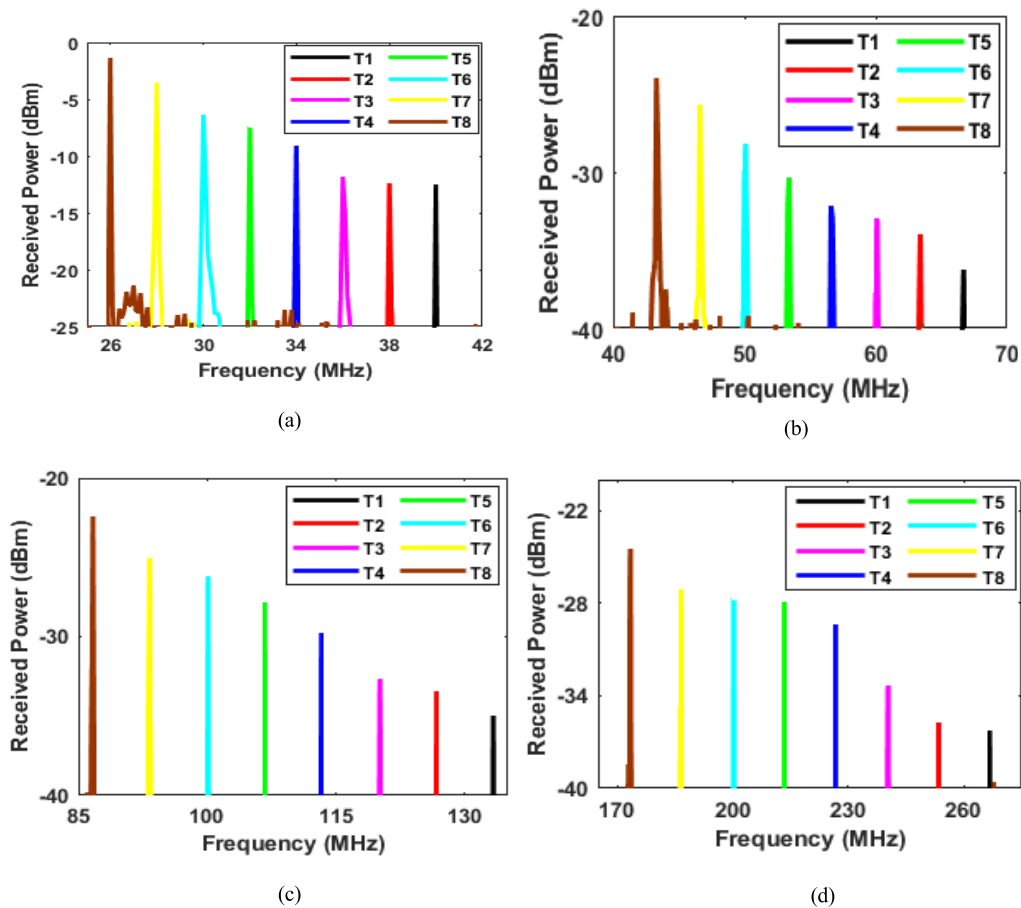 0
-5
-10
-15
-20
-25
26 30 34 38 42
Received Power (dBm)
Frequency (MHz)
T1 T5
T2 T6
T3 T7
T4 T8
(a)
-20
-30
-40
40 50 60 70
Received Power (dBm)
Frequency (MHz)
T1 T5
T2 T6
T3 T7
T4 T8
(b)
-20
-30
-40
85 100 115 130
Received Power (dBm)
Frequency (MHz)
T1 T5
T2 T6
T3 T7
T4 T8
(c)
-22
-28
-34
-40
170 200 230 260
Received Power (dBm)
Frequency (MHz)
T1 T5
T2 T6
T3 T7
T4 T8
(d)